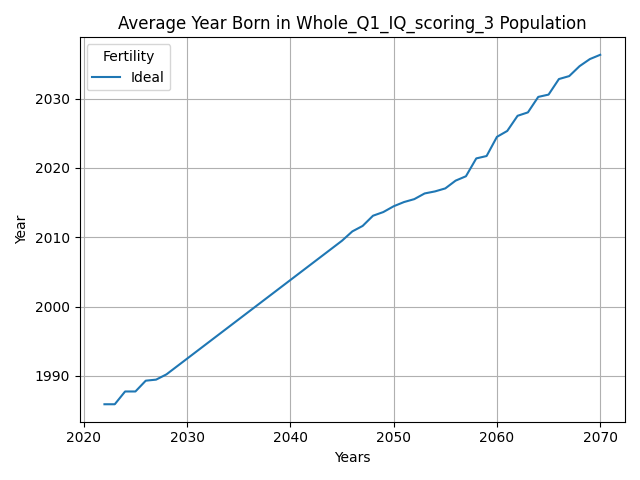 Average Year Born in Whole_Q1_IQ_scoring_3 Population
Fertility
Ideal
Year
2030
2020
2010
2000
1990
2020 2030 2040 2050 2060 2070
Years